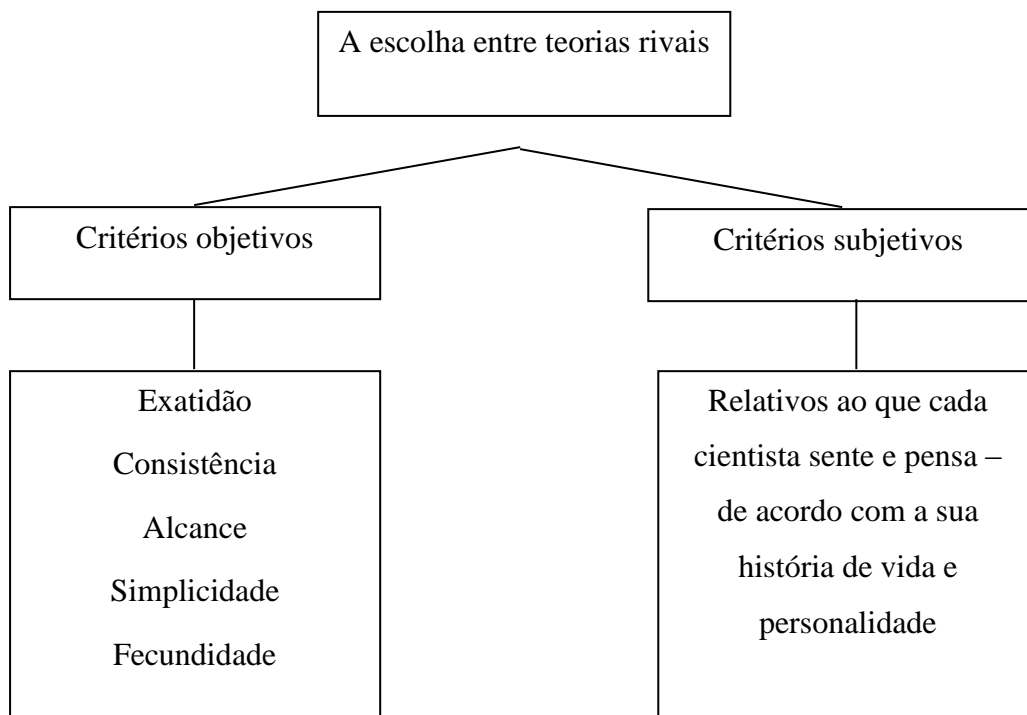 A escolha entre teorias rivais
Critérios objetivos
Critérios subjetivos
Exatidão
Consistência
Alcance
Simplicidade
Fecundidade
Relativos ao que cada
cientista sente e pensa –
de acordo com a sua
história de vida e
personalidade